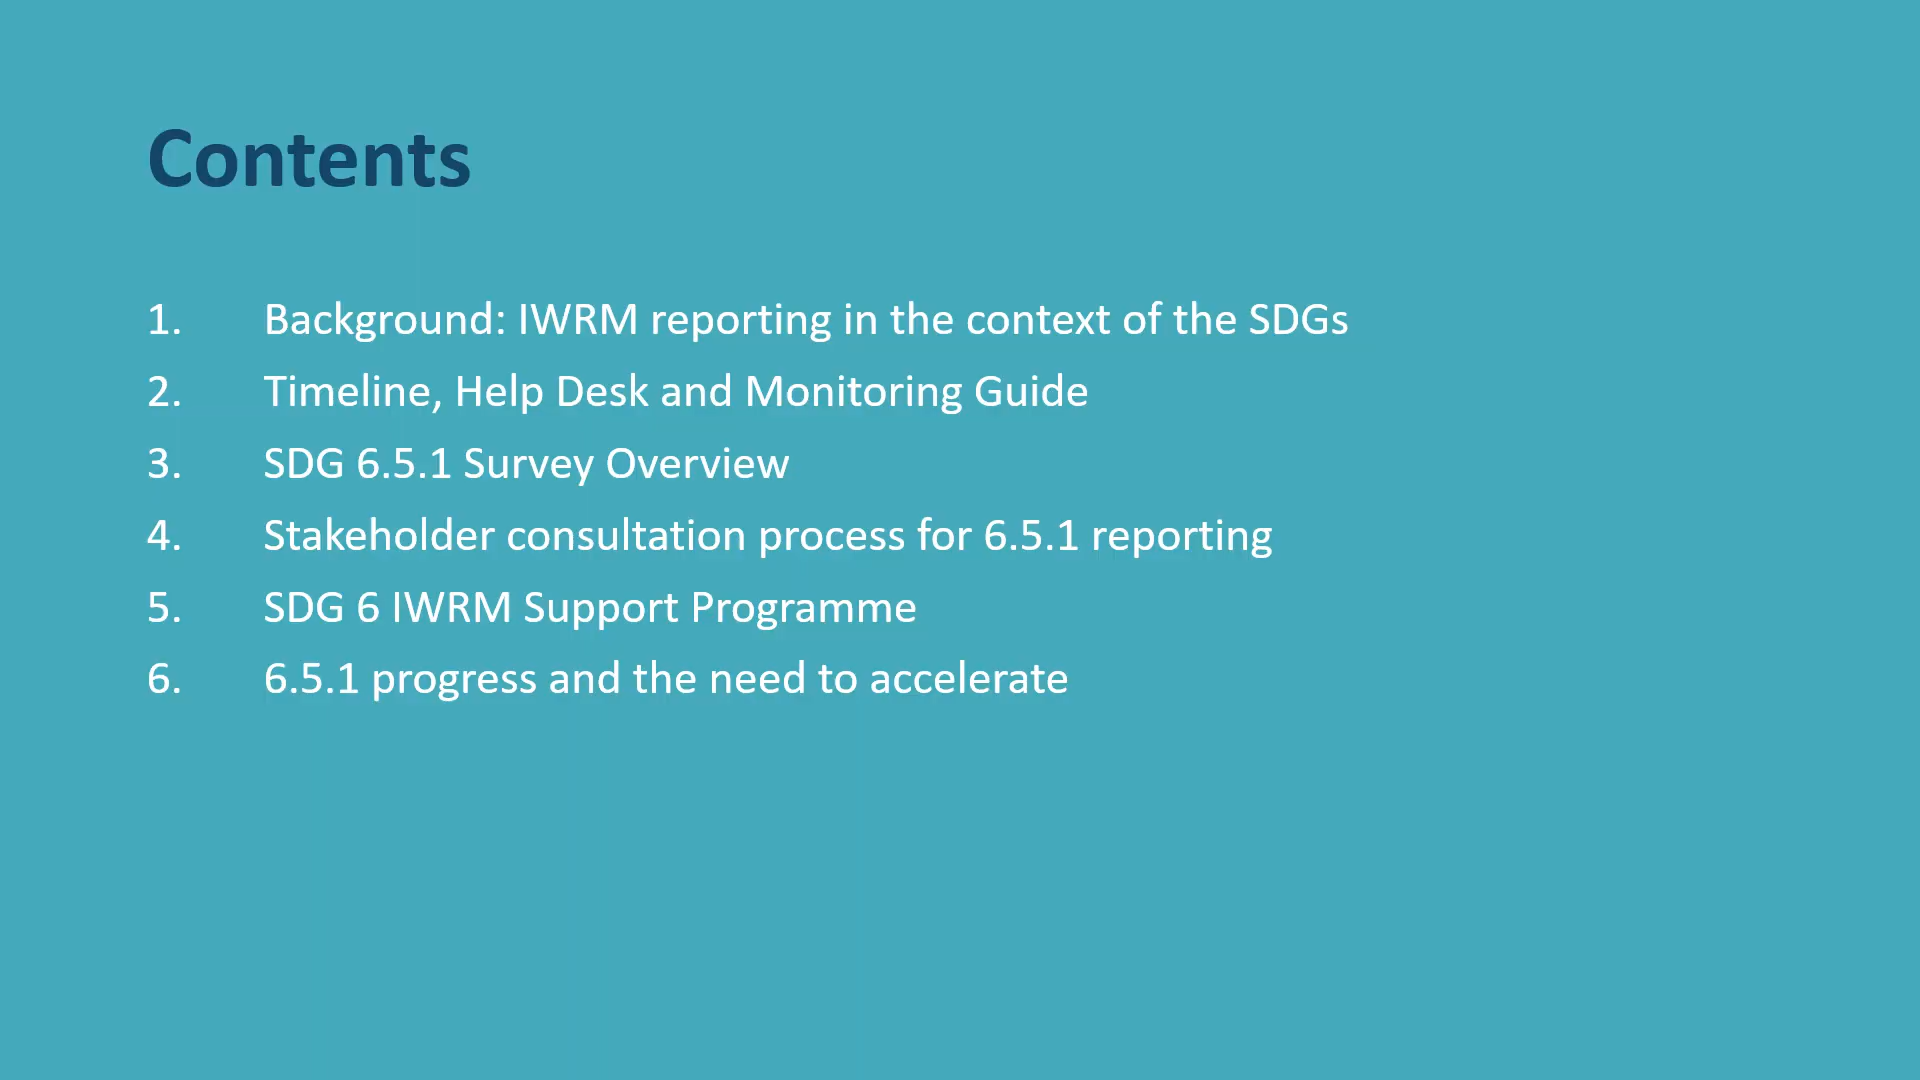 Contents
1. Background: IWRM reporting in the context of the SDGs
2. Timeline, Help Desk and Monitoring Guide
3. SDG 6.5.1 Survey Overview
4. Stakeholder consultation process for 6.5.1 reporting
5. SDG 6 IWRM Support Programme
6. 6.5.1 progress and the need to accelerate